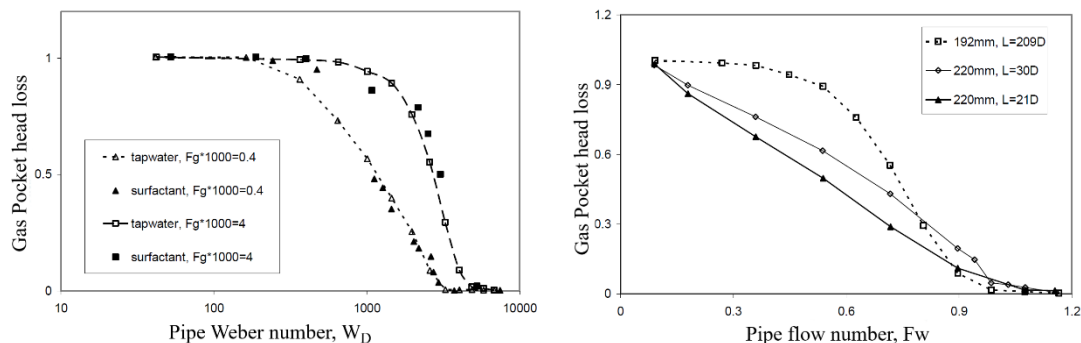 Gas Pocket head loss
1
0.5
0
10
100
1000
10000
tapwater, Fg*1000=0.4
surfactant, Fg*1000=0.4
tapwater, Fg*1000=4
surfactant, Fg*1000=4
Pipe Weber number, W_D
Gas Pocket head loss
1.2
0.9
0.6
0.3
0.0
0
0.3
0.6
0.9
1.2
192mm, L=209D
220mm, L=30D
220mm, L=21D
Pipe flow number, Fw